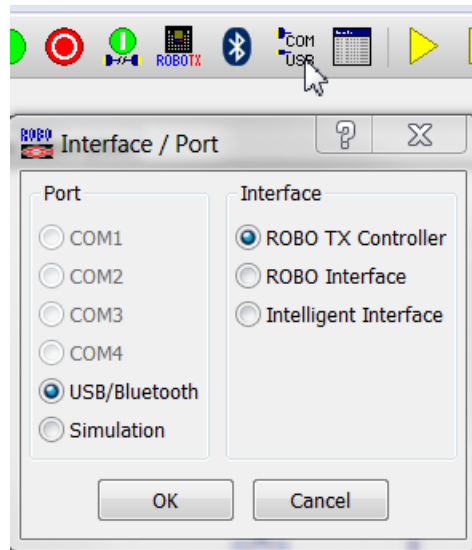 ROBOTX
COM
USB
ROBO
Interface / Port
Port
Interface
COM1
COM2
COM3
COM4
USB/Bluetooth
Simulation
ROBO TX Controller
ROBO Interface
Intelligent Interface
OK
Cancel